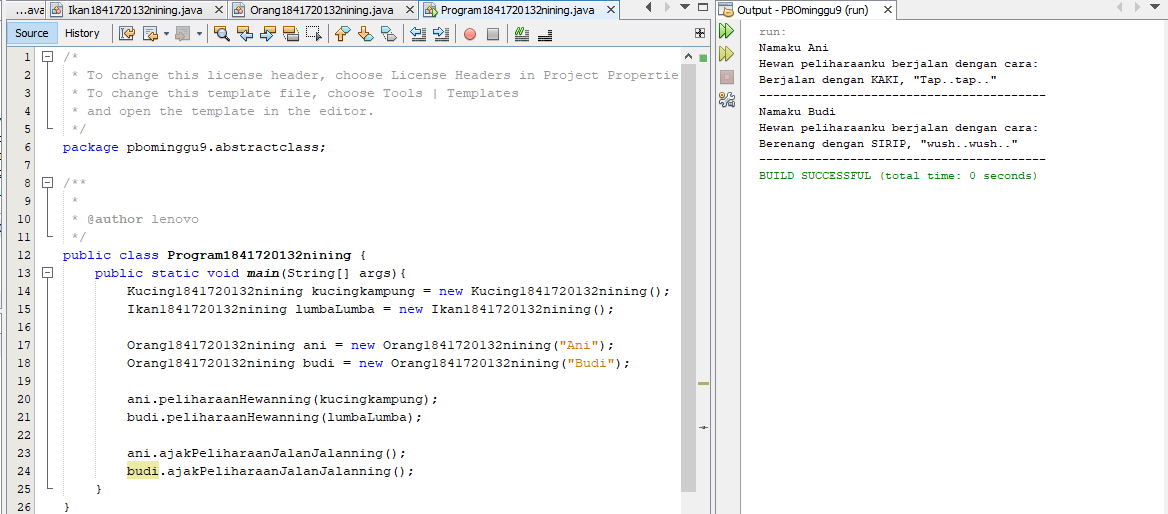 ...ava Ikan1841720132nining.java Orang1841720132nining.java Program1841720132nining.java
Source History
1 /*
2 * To change this license header, choose License Headers in Project Propertie
3 * To change this template file, choose Tools | Templates
4 * and open the template in the editor.
5 */
6 package pbominggu9.abstractclass;
7
8 /**
9 *
10 * @author lenovo
11 */
12 public class Program1841720132nining {
13 public static void main(String[] args){
14 Kucing1841720132nining kucingkampung = new Kucing1841720132nining();
15 Ikan1841720132nining lumbaLumba = new Ikan1841720132nining();
16
17 Orang1841720132nining ani = new Orang1841720132nining("Ani");
18 Orang1841720132nining budi = new Orang1841720132nining("Budi");
19
20 ani.peliharaanHewanning(kucingkampung);
21 budi.peliharaanHewanning(lumbaLumba);
22
23 ani.ajakPeliharaanJalanJalanning();
24 budi.ajakPeliharaanJalanJalanning();
25 }
26 }
Output - PBOminggu9 (run)
run:
Namaku Ani
Hewan peliharaanku berjalan dengan cara:
Berjalan dengan KAKI, "Tap..tap.."
-----------------------------------------
Namaku Budi
Hewan peliharaanku berjalan dengan cara:
Berenang dengan SIRIP, "wush..wush.."
-----------------------------------------
BUILD SUCCESSFUL (total time: 0 seconds)